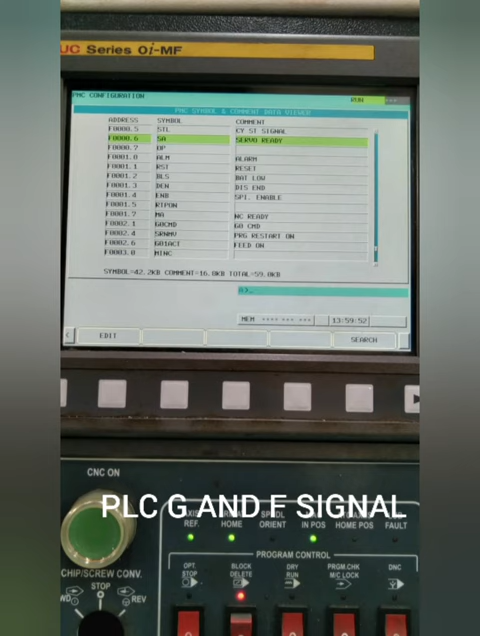 UC Series 0i-MF
PMC CONFIGURATION RUN
PMC SYMBOL & COMMENT DATA VIEWER
ADDRESS SYMBOL COMMENT
F0000.5 STL CY ST SIGNAL
F0000.6 SA SERVO READY
F0000.7 OP
F0001.0 ALM ALARM
F0001.1 RST RESET
F0001.2 BLS BAT LOW
F0001.3 DEN DIS END
F0001.4 ENB SPI. ENABLE
F0001.5 RTPON
F0001.7 MA NC READY
F0002.1 G0CMD G0 CMD
F0002.4 SRNMV PRG RESTART ON
F0002.6 G01ACT FEED ON
F0003.0 MINC
SYMBOL=42.2KB COMMENT=16.8KB TOTAL=59.0KB
A>_
MEM **** *** *** 13:59:52
< EDIT SEARCH
CNC ON
PLC G AND F SIGNAL
REF. HOME ORIENT IN POS HOME POS FAULT
PROGRAM CONTROL
OPT. STOP BLOCK DELETE DRY RUN PRGM.CHK M/C LOCK DNC
CHIP/SCREW CONV.
STOP
REV